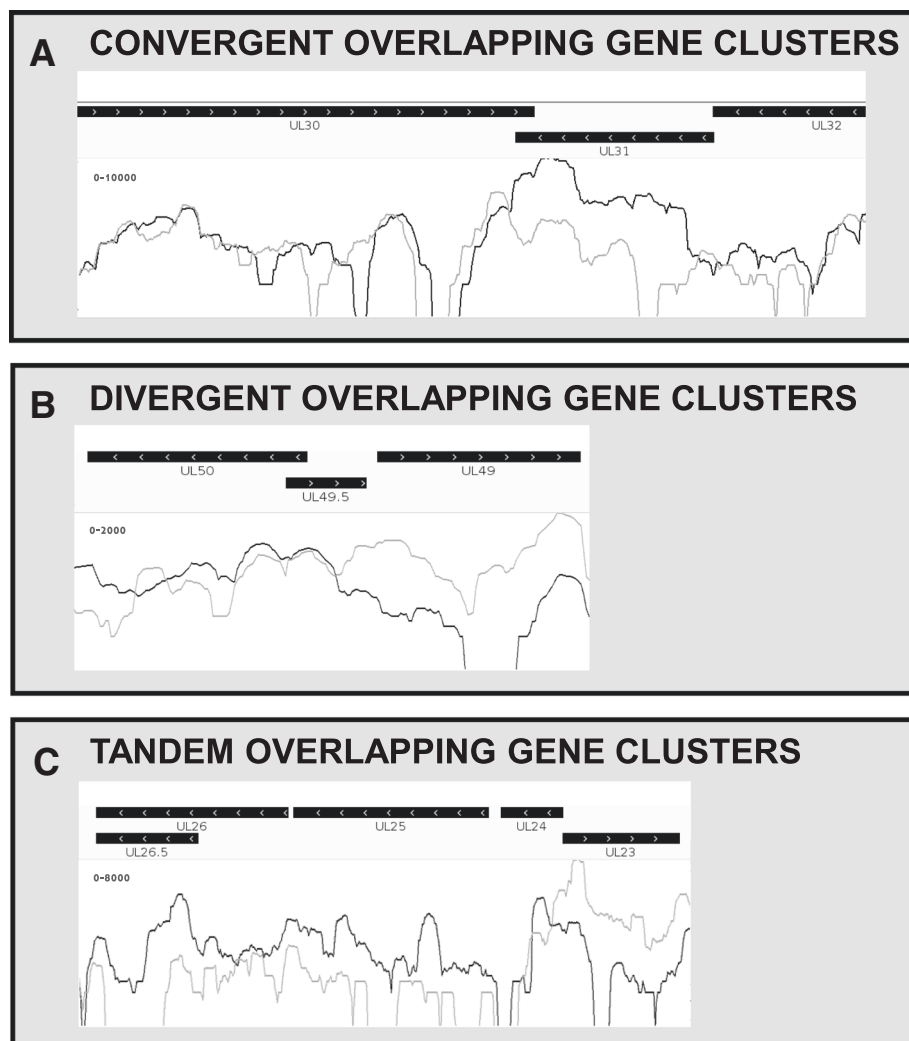 A CONVERGENT OVERLAPPING GENE CLUSTERS
UL30 UL32
UL31
0-10000
B DIVERGENT OVERLAPPING GENE CLUSTERS
UL50 UL49
UL49.5
0-2000
C TANDEM OVERLAPPING GENE CLUSTERS
UL26 UL25 UL24
UL26.5 UL23
0-8000